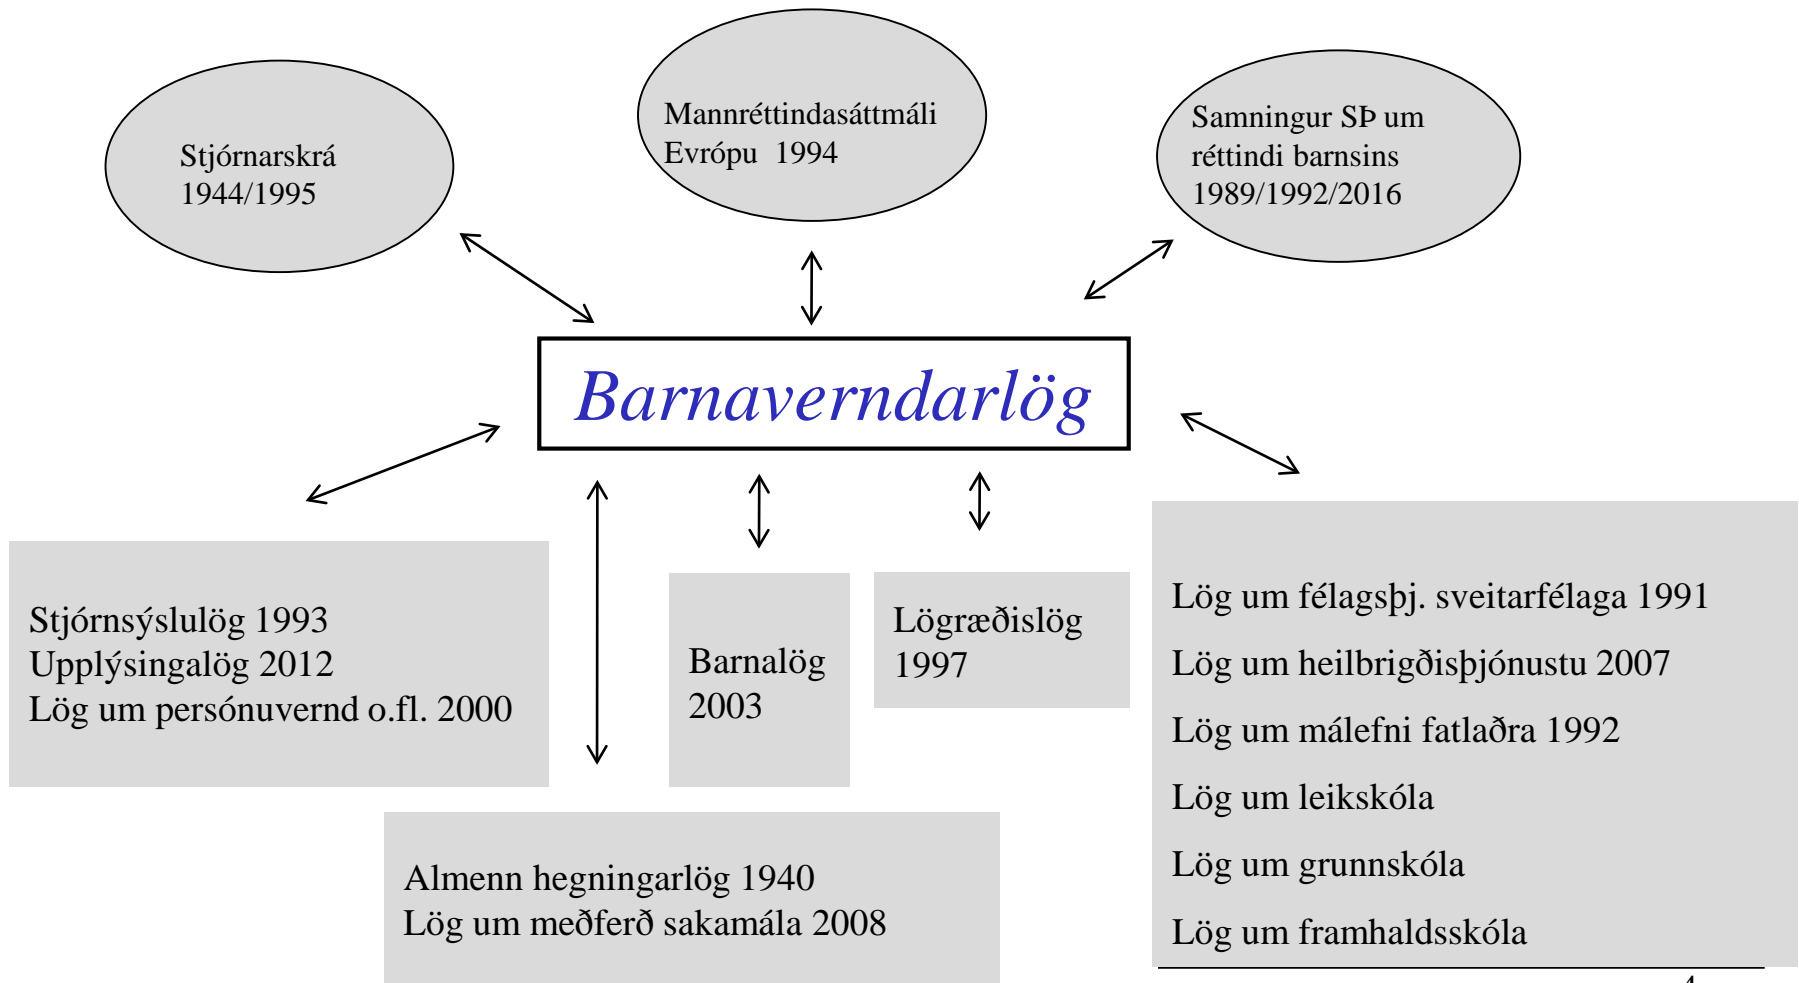 Stjórnarskrá
1944/1995
Mannréttindasáttmáli
Evrópu 1994
Samningur SÞ um
réttindi barnsins
1989/1992/2016
Barnaverndarlög
Stjórnsýslulög 1993
Upplýsingalög 2012
Lög um persónuvernd o.fl. 2000
Almenn hegningarlög 1940
Lög um meðferð sakamála 2008
Barnalög
2003
Lögræðislög
1997
Lög um félagsþj. sveitarfélaga 1991
Lög um heilbrigðisþjónustu 2007
Lög um málefni fatlaðra 1992
Lög um leikskóla
Lög um grunnskóla
Lög um framhaldsskóla